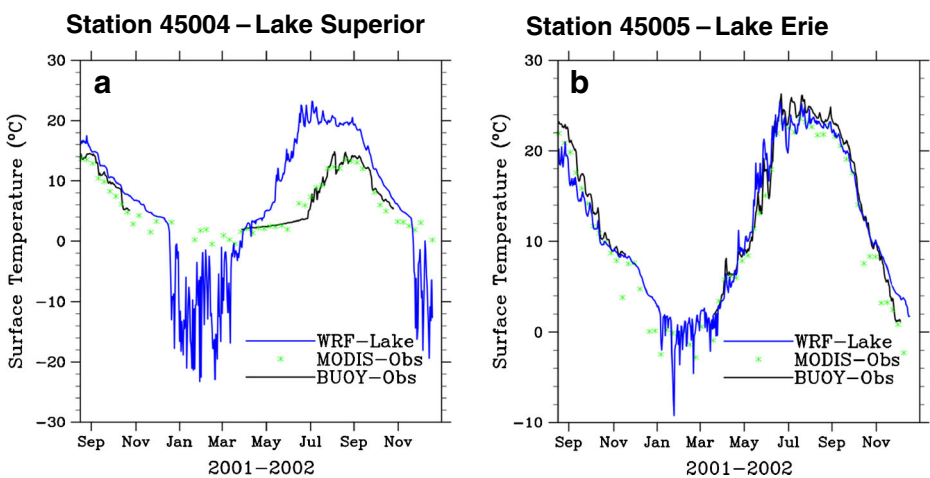 Station 45004 – Lake Superior
Station 45005 – Lake Erie
a
Surface Temperature (ºC)
30
20
10
0
−10
−20
−30
WRF−Lake
MODIS−Obs
BUOY−Obs
Sep Nov Jan May Jul Sep Nov
2001−2002
b
Surface Temperature (ºC)
30
20
10
0
−10
WRF−Lake
MODIS−Obs
BUOY−Obs
Sep Nov Jan May Jul Sep Nov
2001−2002